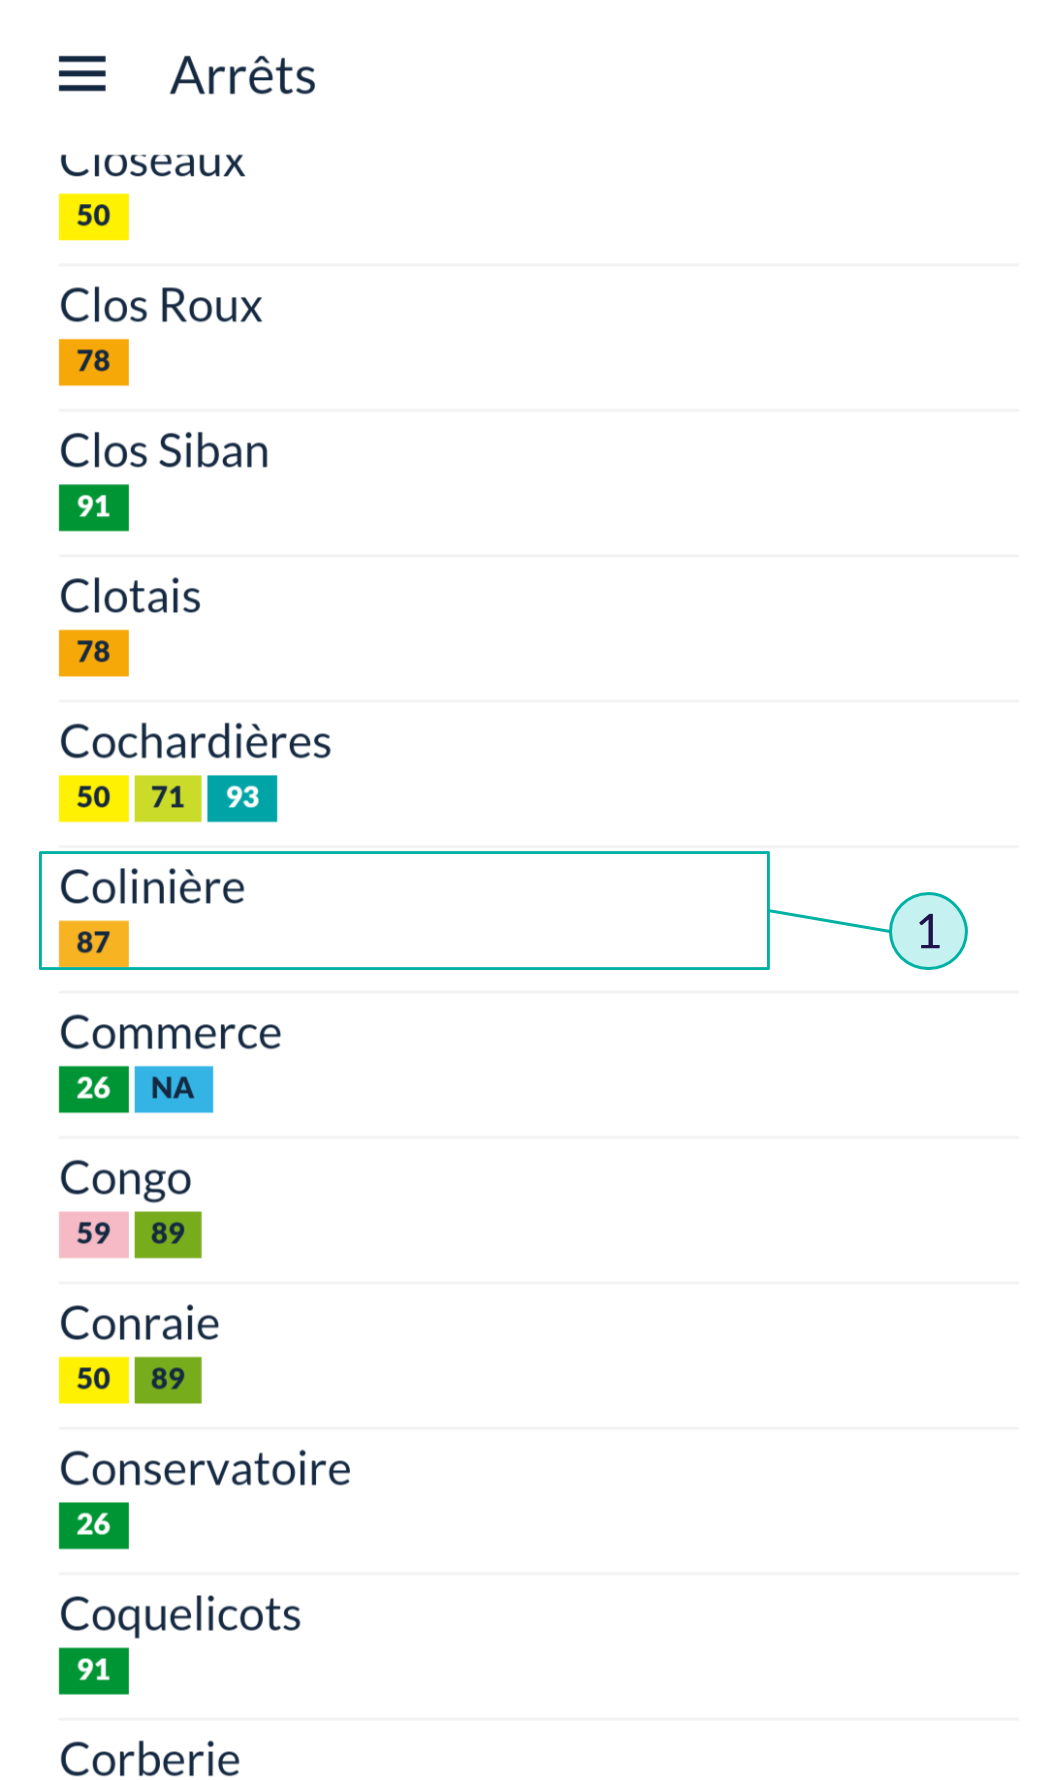 Arrêts
Closeaux
50
Clos Roux
78
Clos Siban
91
Clotais
78
Cochardières
50 71 93
Colinière
87
1
Commerce
26 NA
Congo
59 89
Conraie
50 89
Conservatoire
26
Coquelicots
91
Corberie